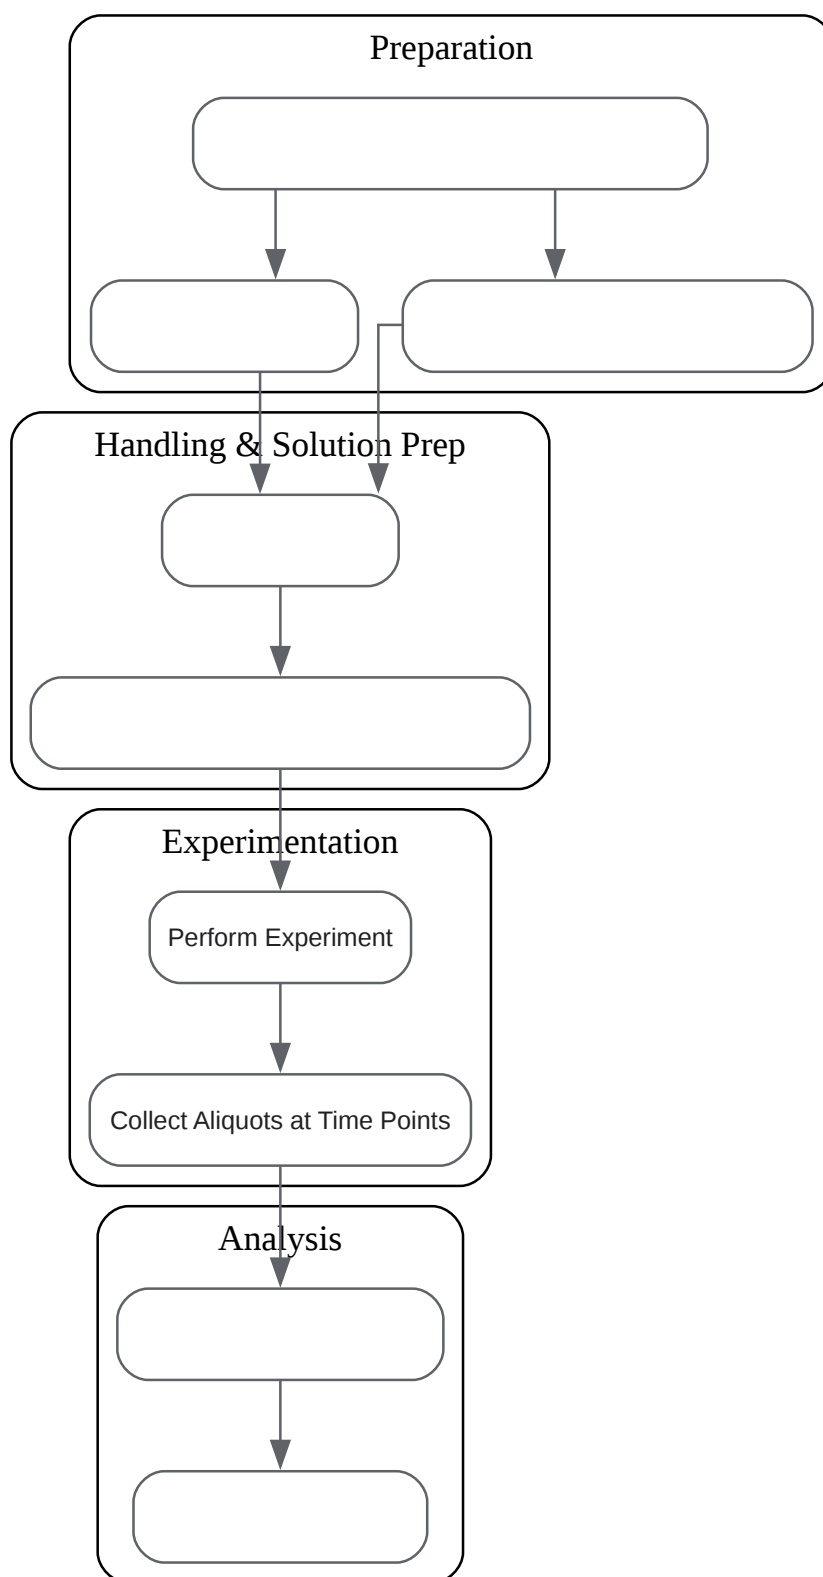 Preparation
Handling & Solution Prep
Experimentation
Perform Experiment
Collect Aliquots at Time Points
Analysis